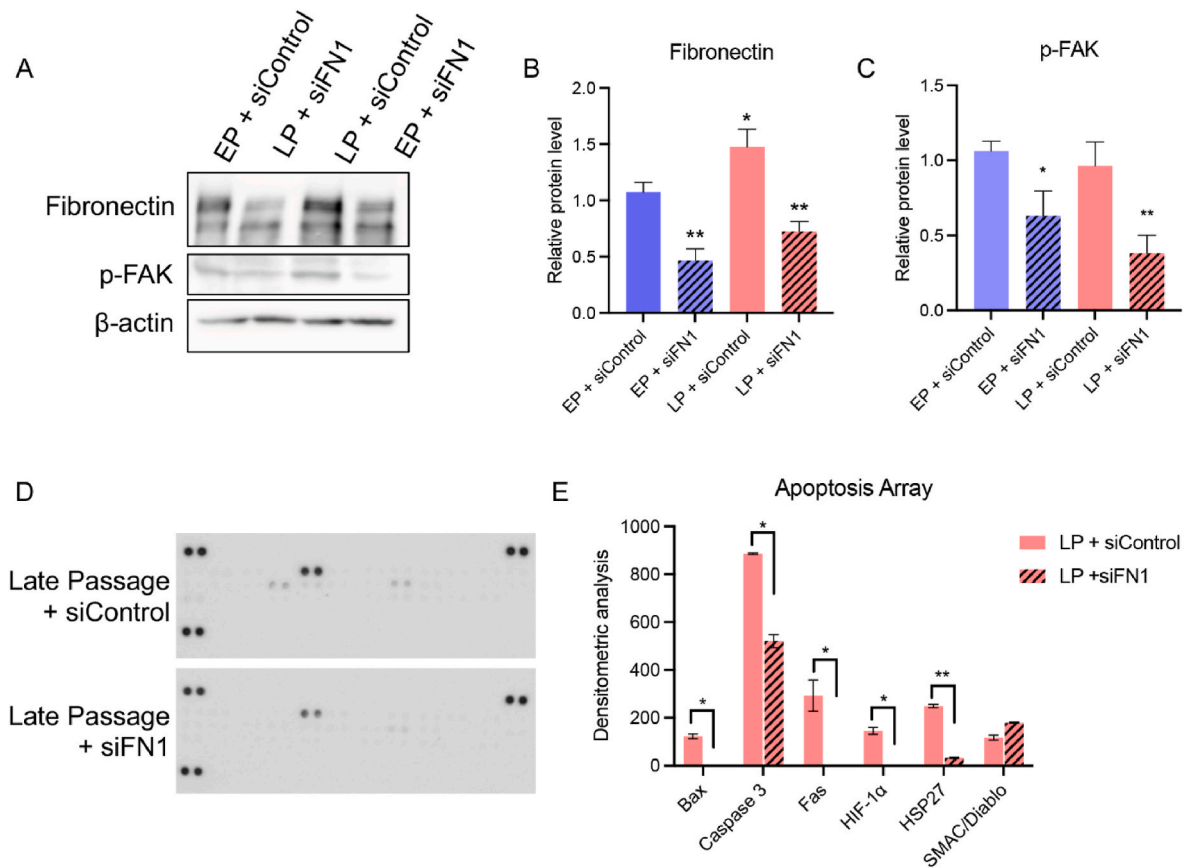 A
EP + siControl
LP + siFN1
LP + siControl
EP + siFN1
Fibronectin
p-FAK
β-actin
B
Fibronectin
Relative protein level
2.0
1.5
1.0
0.5
0.0
*
**
**
EP + siControl
EP + siFN1
LP + siControl
LP + siFN1
C
p-FAK
Relative protein level
1.5
1.0
0.5
0.0
*
**
EP + siControl
EP + siFN1
LP + siControl
LP + siFN1
D
Late Passage
+ siControl
Late Passage
+ siFN1
E
Apoptosis Array
Densitometric analysis
1000
800
600
400
200
0
*
*
*
*
**
Bax
Caspase 3
Fas
HIF-1α
HSP27
SMAC/Diablo
LP + siControl
LP +siFN1